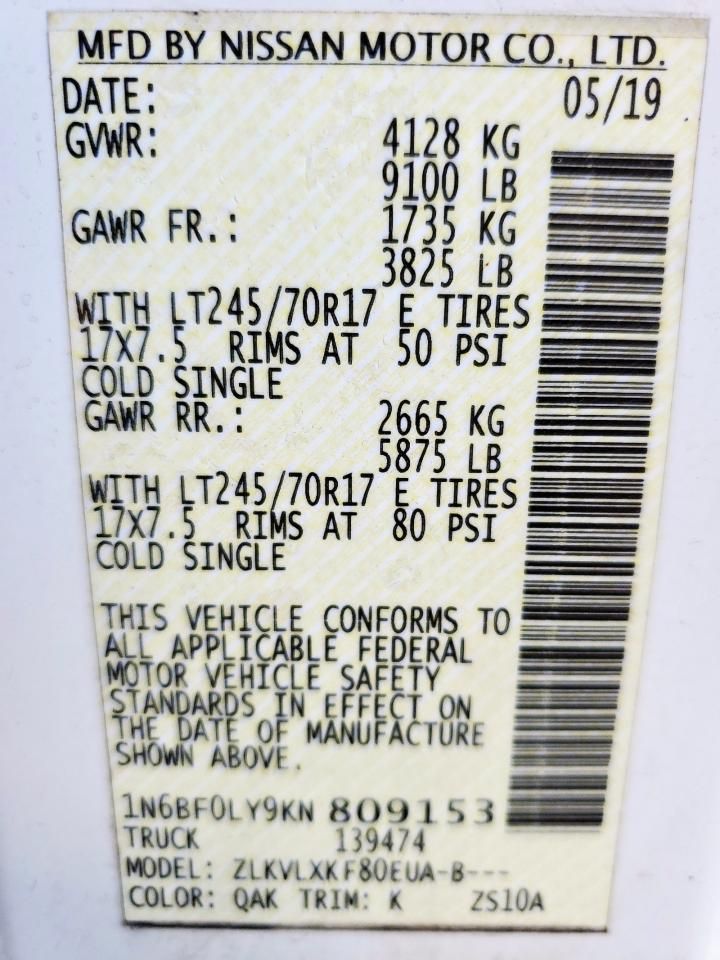 MFD BY NISSAN MOTOR CO., LTD.
DATE: 05/19
GVWR: 4128 KG
9100 LB
GAWR FR.: 1735 KG
3825 LB
WITH LT245/70R17 E TIRES
17X7.5 RIMS AT 50 PSI
COLD SINGLE
GAWR RR.: 2665 KG
5875 LB
WITH LT245/70R17 E TIRES
17X7.5 RIMS AT 80 PSI
COLD SINGLE
THIS VEHICLE CONFORMS TO
ALL APPLICABLE FEDERAL
MOTOR VEHICLE SAFETY
STANDARDS IN EFFECT ON
THE DATE OF MANUFACTURE
SHOWN ABOVE.
1N6BF0LY9KN 809153
TRUCK 139474
MODEL: ZLKVLXKF80EUA-B---
COLOR: QAK TRIM: K ZS10A